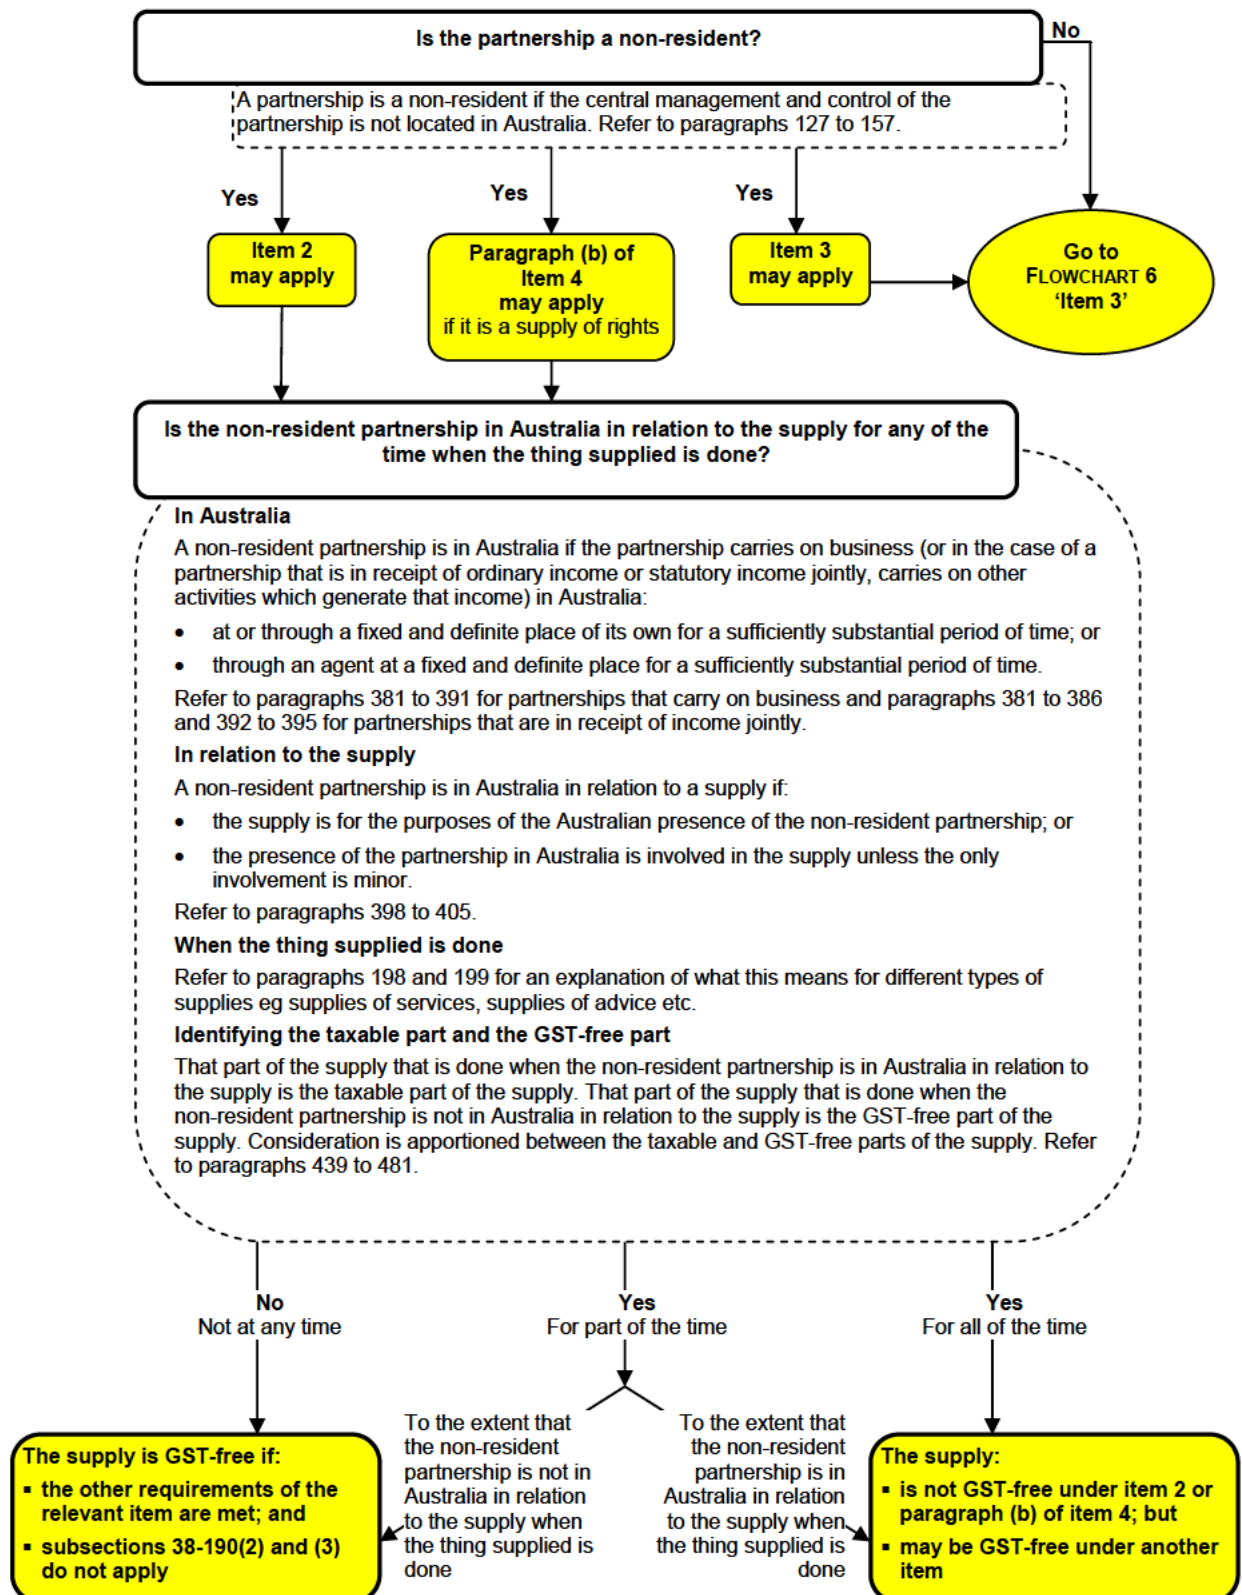 Is the partnership a non-resident?
No
A partnership is a non-resident if the central management and control of the
partnership is not located in Australia. Refer to paragraphs 127 to 157.
Yes
Yes
Yes
Item 2
may apply
Paragraph (b) of
Item 4
may apply
if it is a supply of rights
Item 3
may apply
Go to
FLOWCHART 6
‘Item 3’
Is the non-resident partnership in Australia in relation to the supply for any of the
time when the thing supplied is done?
In Australia
A non-resident partnership is in Australia if the partnership carries on business (or in the case of a
partnership that is in receipt of ordinary income or statutory income jointly, carries on other
activities which generate that income) in Australia:
• at or through a fixed and definite place of its own for a sufficiently substantial period of time; or
• through an agent at a fixed and definite place for a sufficiently substantial period of time.
Refer to paragraphs 381 to 391 for partnerships that carry on business and paragraphs 381 to 386
and 392 to 395 for partnerships that are in receipt of income jointly.
In relation to the supply
A non-resident partnership is in Australia in relation to a supply if:
• the supply is for the purposes of the Australian presence of the non-resident partnership; or
• the presence of the partnership in Australia is involved in the supply unless the only
involvement is minor.
Refer to paragraphs 398 to 405.
When the thing supplied is done
Refer to paragraphs 198 and 199 for an explanation of what this means for different types of
supplies eg supplies of services, supplies of advice etc.
Identifying the taxable part and the GST-free part
That part of the supply that is done when the non-resident partnership is in Australia in relation to
the supply is the taxable part of the supply. That part of the supply that is done when the
non-resident partnership is not in Australia in relation to the supply is the GST-free part of the
supply. Consideration is apportioned between the taxable and GST-free parts of the supply. Refer
to paragraphs 439 to 481.
No
Not at any time
Yes
For part of the time
Yes
For all of the time
The supply is GST-free if:
▪ the other requirements of the
relevant item are met; and
▪ subsections 38-190(2) and (3)
do not apply
To the extent that
the non-resident
partnership is not in
Australia in relation
to the supply when
the thing supplied is
done
To the extent that
the non-resident
partnership is in
Australia in relation
to the supply when
the thing supplied is
done
The supply:
▪ is not GST-free under item 2 or
paragraph (b) of item 4; but
▪ may be GST-free under another
item